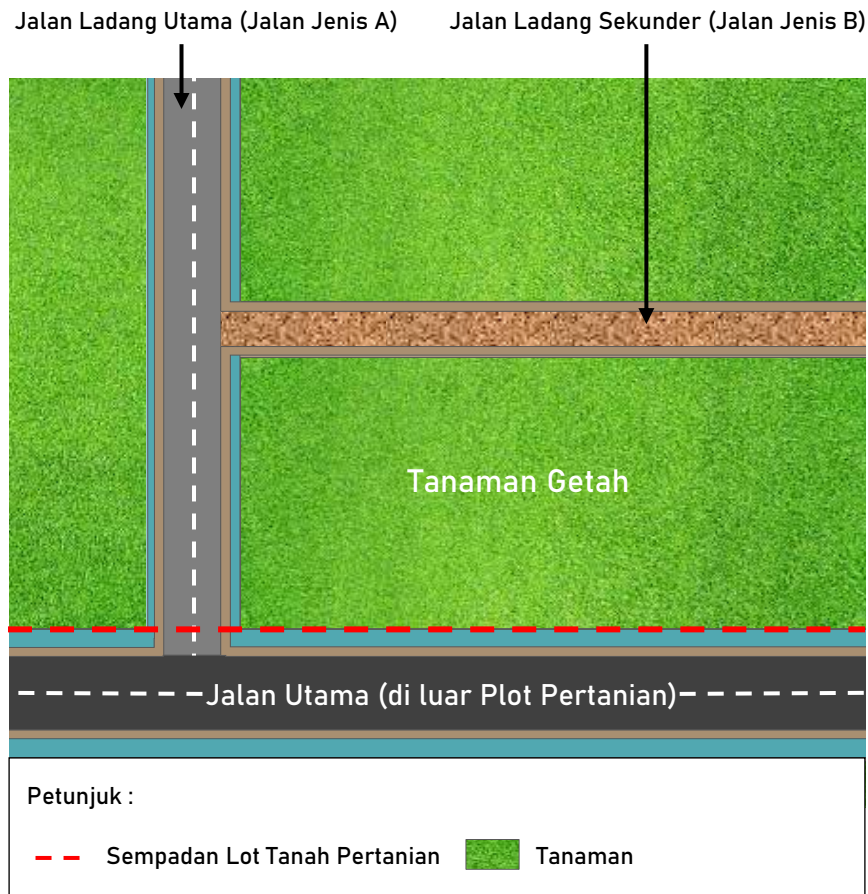 Jalan Ladang Utama (Jalan Jenis A)
Jalan Ladang Sekunder (Jalan Jenis B)
Tanaman Getah
Jalan Utama (di luar Plot Pertanian)
Petunjuk :
Sempadan Lot Tanah Pertanian
Tanaman